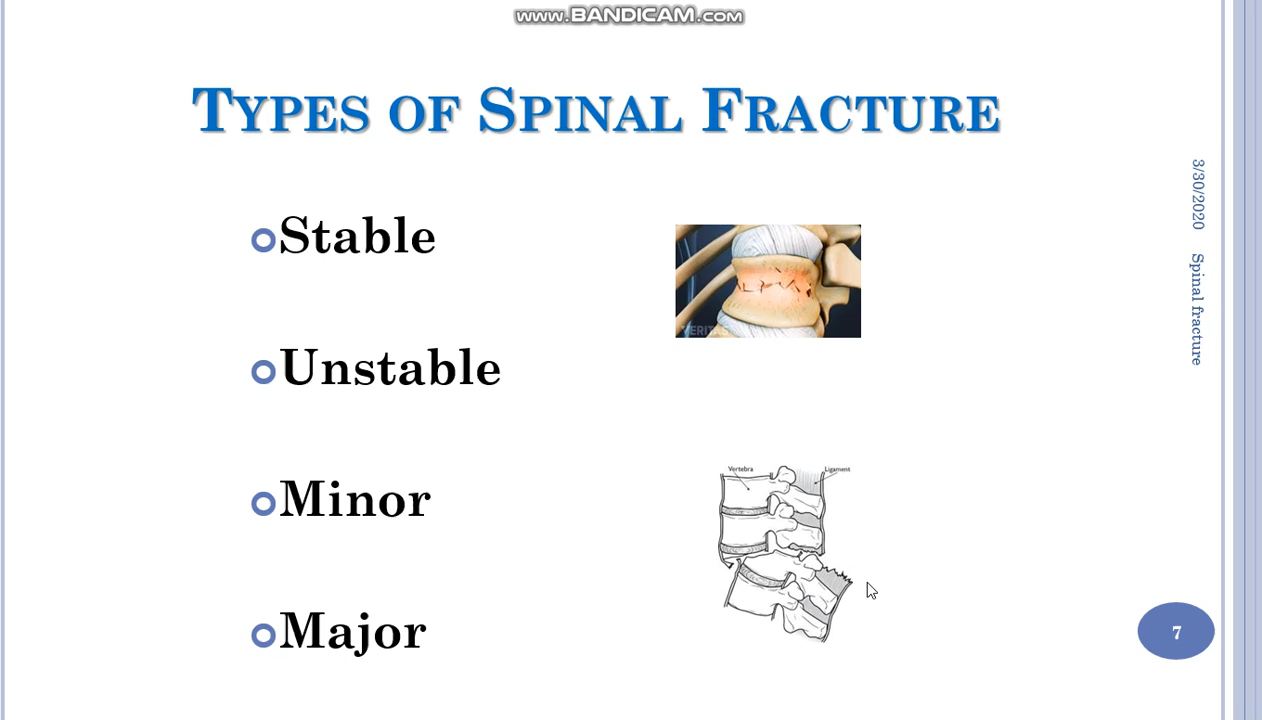 www.BANDICAM.com
TYPES OF SPINAL FRACTURE
3/30/2020
Spinal fracture
Stable
VERITAS
Unstable
Vertebra
Ligament
Minor
Major
7